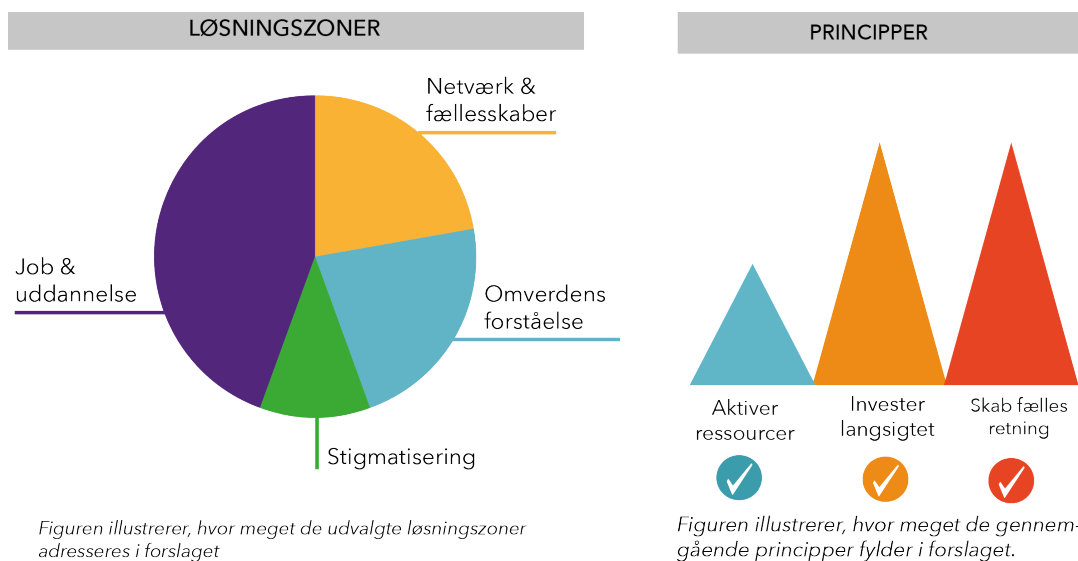 LØSNINGSZONER
Netværk &
fællesskaber
Job &
uddannelse
Omverdens
forståelse
Stigmatisering
Figuren illustrerer, hvor meget de udvalgte løsningszoner
adresseres i forslaget
PRINCIPPER
Aktiver
ressourcer
Invester
langsigtet
Skab fælles
retning
Figuren illustrerer, hvor meget de gennem-
gående principper fylder i forslaget.